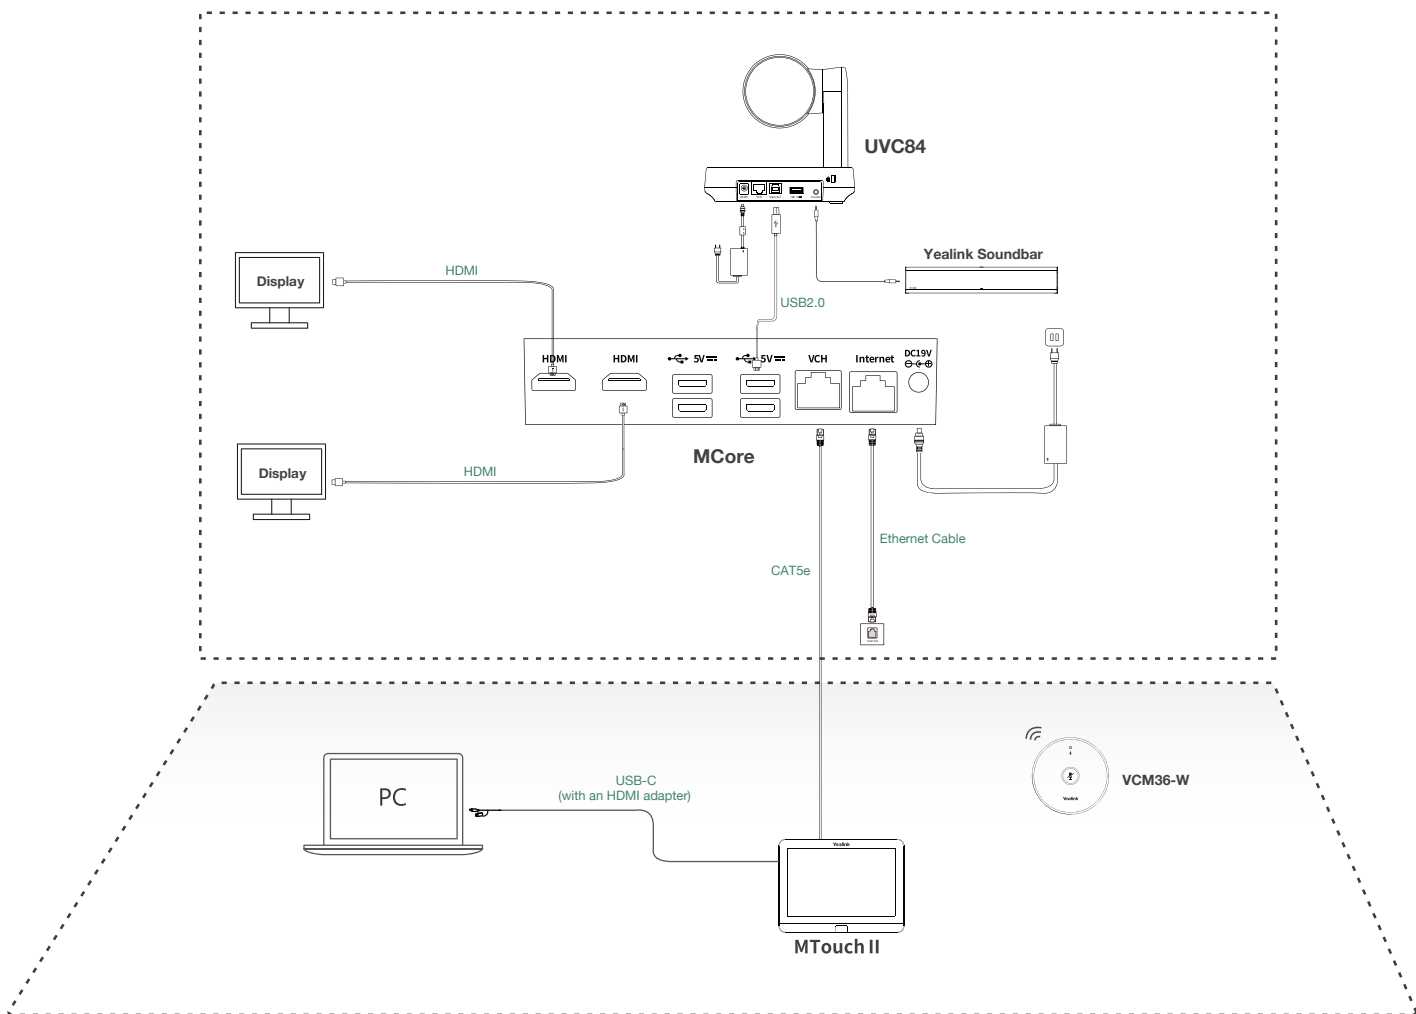 UVC84
Yealink Soundbar
HDMI
Display
USB2.0
HDMI
HDMI
5V
5V
VCH
Internet
DC19V
MCore
Display
HDMI
Ethernet Cable
CAT5e
USB-C
(with an HDMI adapter)
PC
VCM36-W
Yealink
Yealink
MTouch II